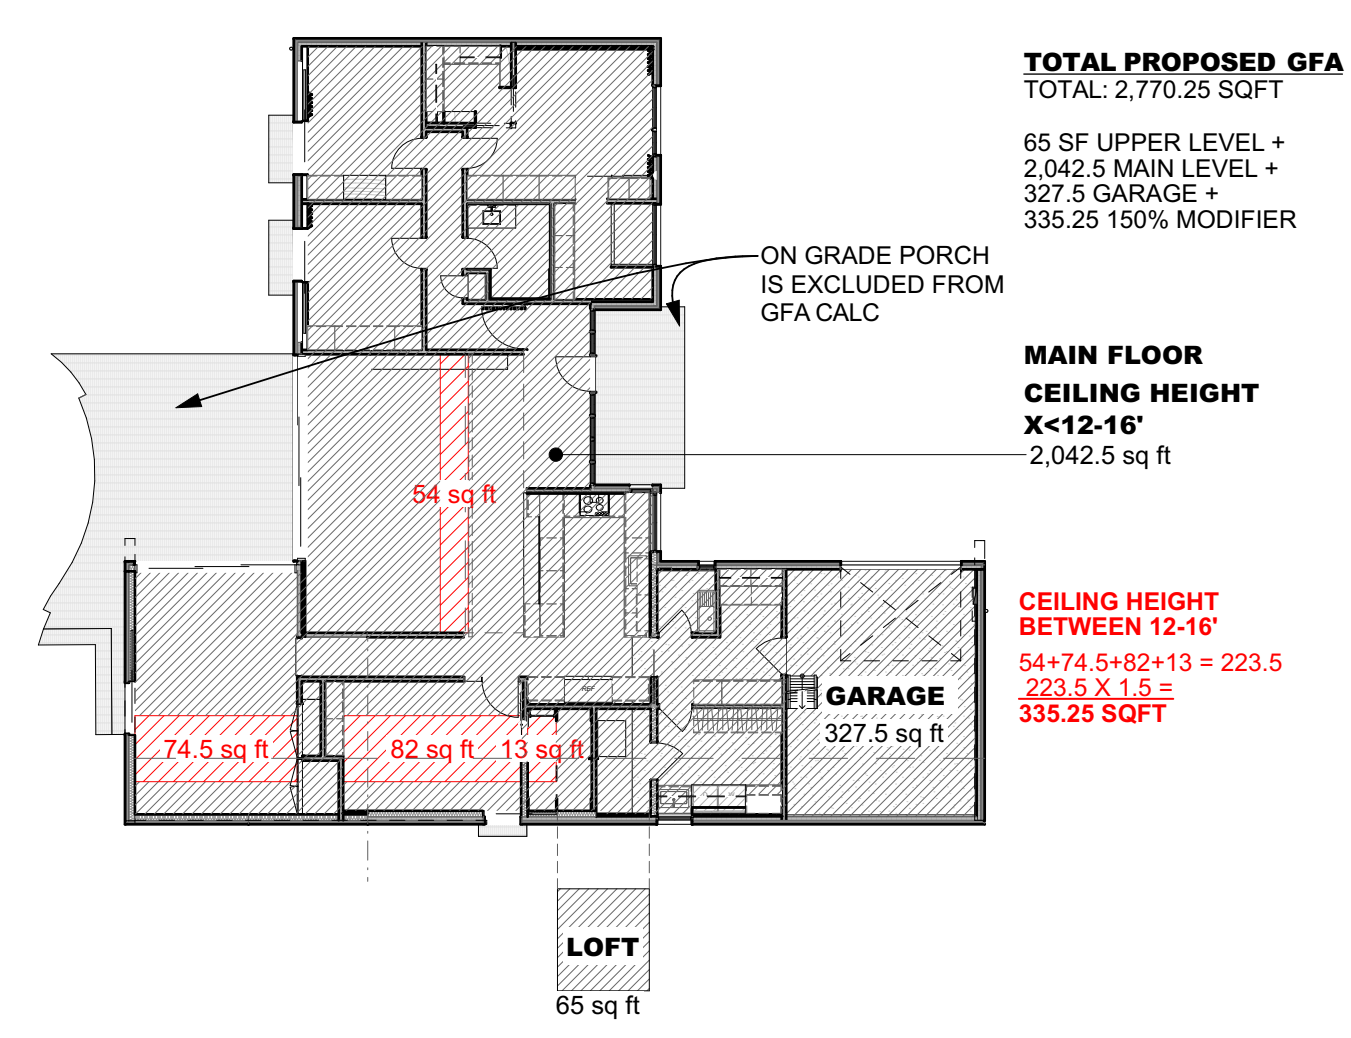 TOTAL PROPOSED GFA
TOTAL: 2,770.25 SQFT
65 SF UPPER LEVEL +
2,042.5 MAIN LEVEL +
327.5 GARAGE +
335.25 150% MODIFIER
ON GRADE PORCH
IS EXCLUDED FROM
GFA CALC
MAIN FLOOR
CEILING HEIGHT
X<12-16'
2,042.5 sq ft
54 sq ft
CEILING HEIGHT
BETWEEN 12-16'
54+74.5+82+13 = 223.5
223.5 X 1.5 =
335.25 SQFT
REF
GARAGE
327.5 sq ft
74.5 sq ft
82 sq ft
13 sq ft
LOFT
65 sq ft